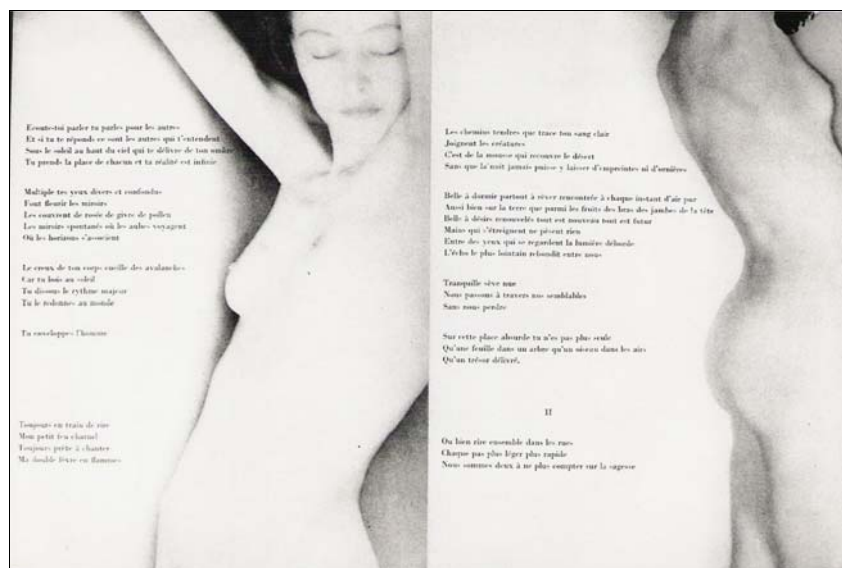 Ecoute-toi parler tu parles pour les autres
Et si tu te réponds ce sont les autres qui t'entendent
Sous le soleil au haut du ciel qui te délivre de ton ombre
Tu prends la place de chacun et ta réalité est infinie
Multiple tes yeux divers et confondus
Font fleurir les miroirs
Les couvrent de rosée de givre de pollen
Les miroirs spontanés où les aubes voyagent
Où les horizons s'associent
Le creux de ton corps cueille des avalanches
Car tu bois au soleil
Tu dissous le rythme majeur
Tu le redonnes au monde
Tu enveloppes l'homme
Toujours en train de rire
Mon petit feu charnel
Toujours prête à chanter
Ma double lèvre en flammes
Les chemins tendres que trace ton sang clair
Joignent les créatures
C'est de la mousse qui recouvre le désert
Sans que la nuit jamais puisse y laisser d'empreintes ni d'ornières
Belle à dormir partout à rêver rencontrée à chaque instant d'air pur
Aussi bien sur la terre que parmi les fruits des bras des jambes de la tête
Belle à désirs renouvelés tout est nouveau tout est futur
Mains qui s'étreignent ne pèsent rien
Entre des yeux qui se regardent la lumière déborde
L'écho le plus lointain rebondit entre nous
Tranquille sève nue
Nous passons à travers nos semblables
Sans nous perdre
Sur cette place absurde tu n'es pas plus seule
Qu'une feuille dans un arbre qu'un oiseau dans les airs
Qu'un trésor délivré.
II
Ou bien rire ensemble dans les rues
Chaque pas plus léger plus rapide
Nous sommes deux à ne plus compter sur la sagesse